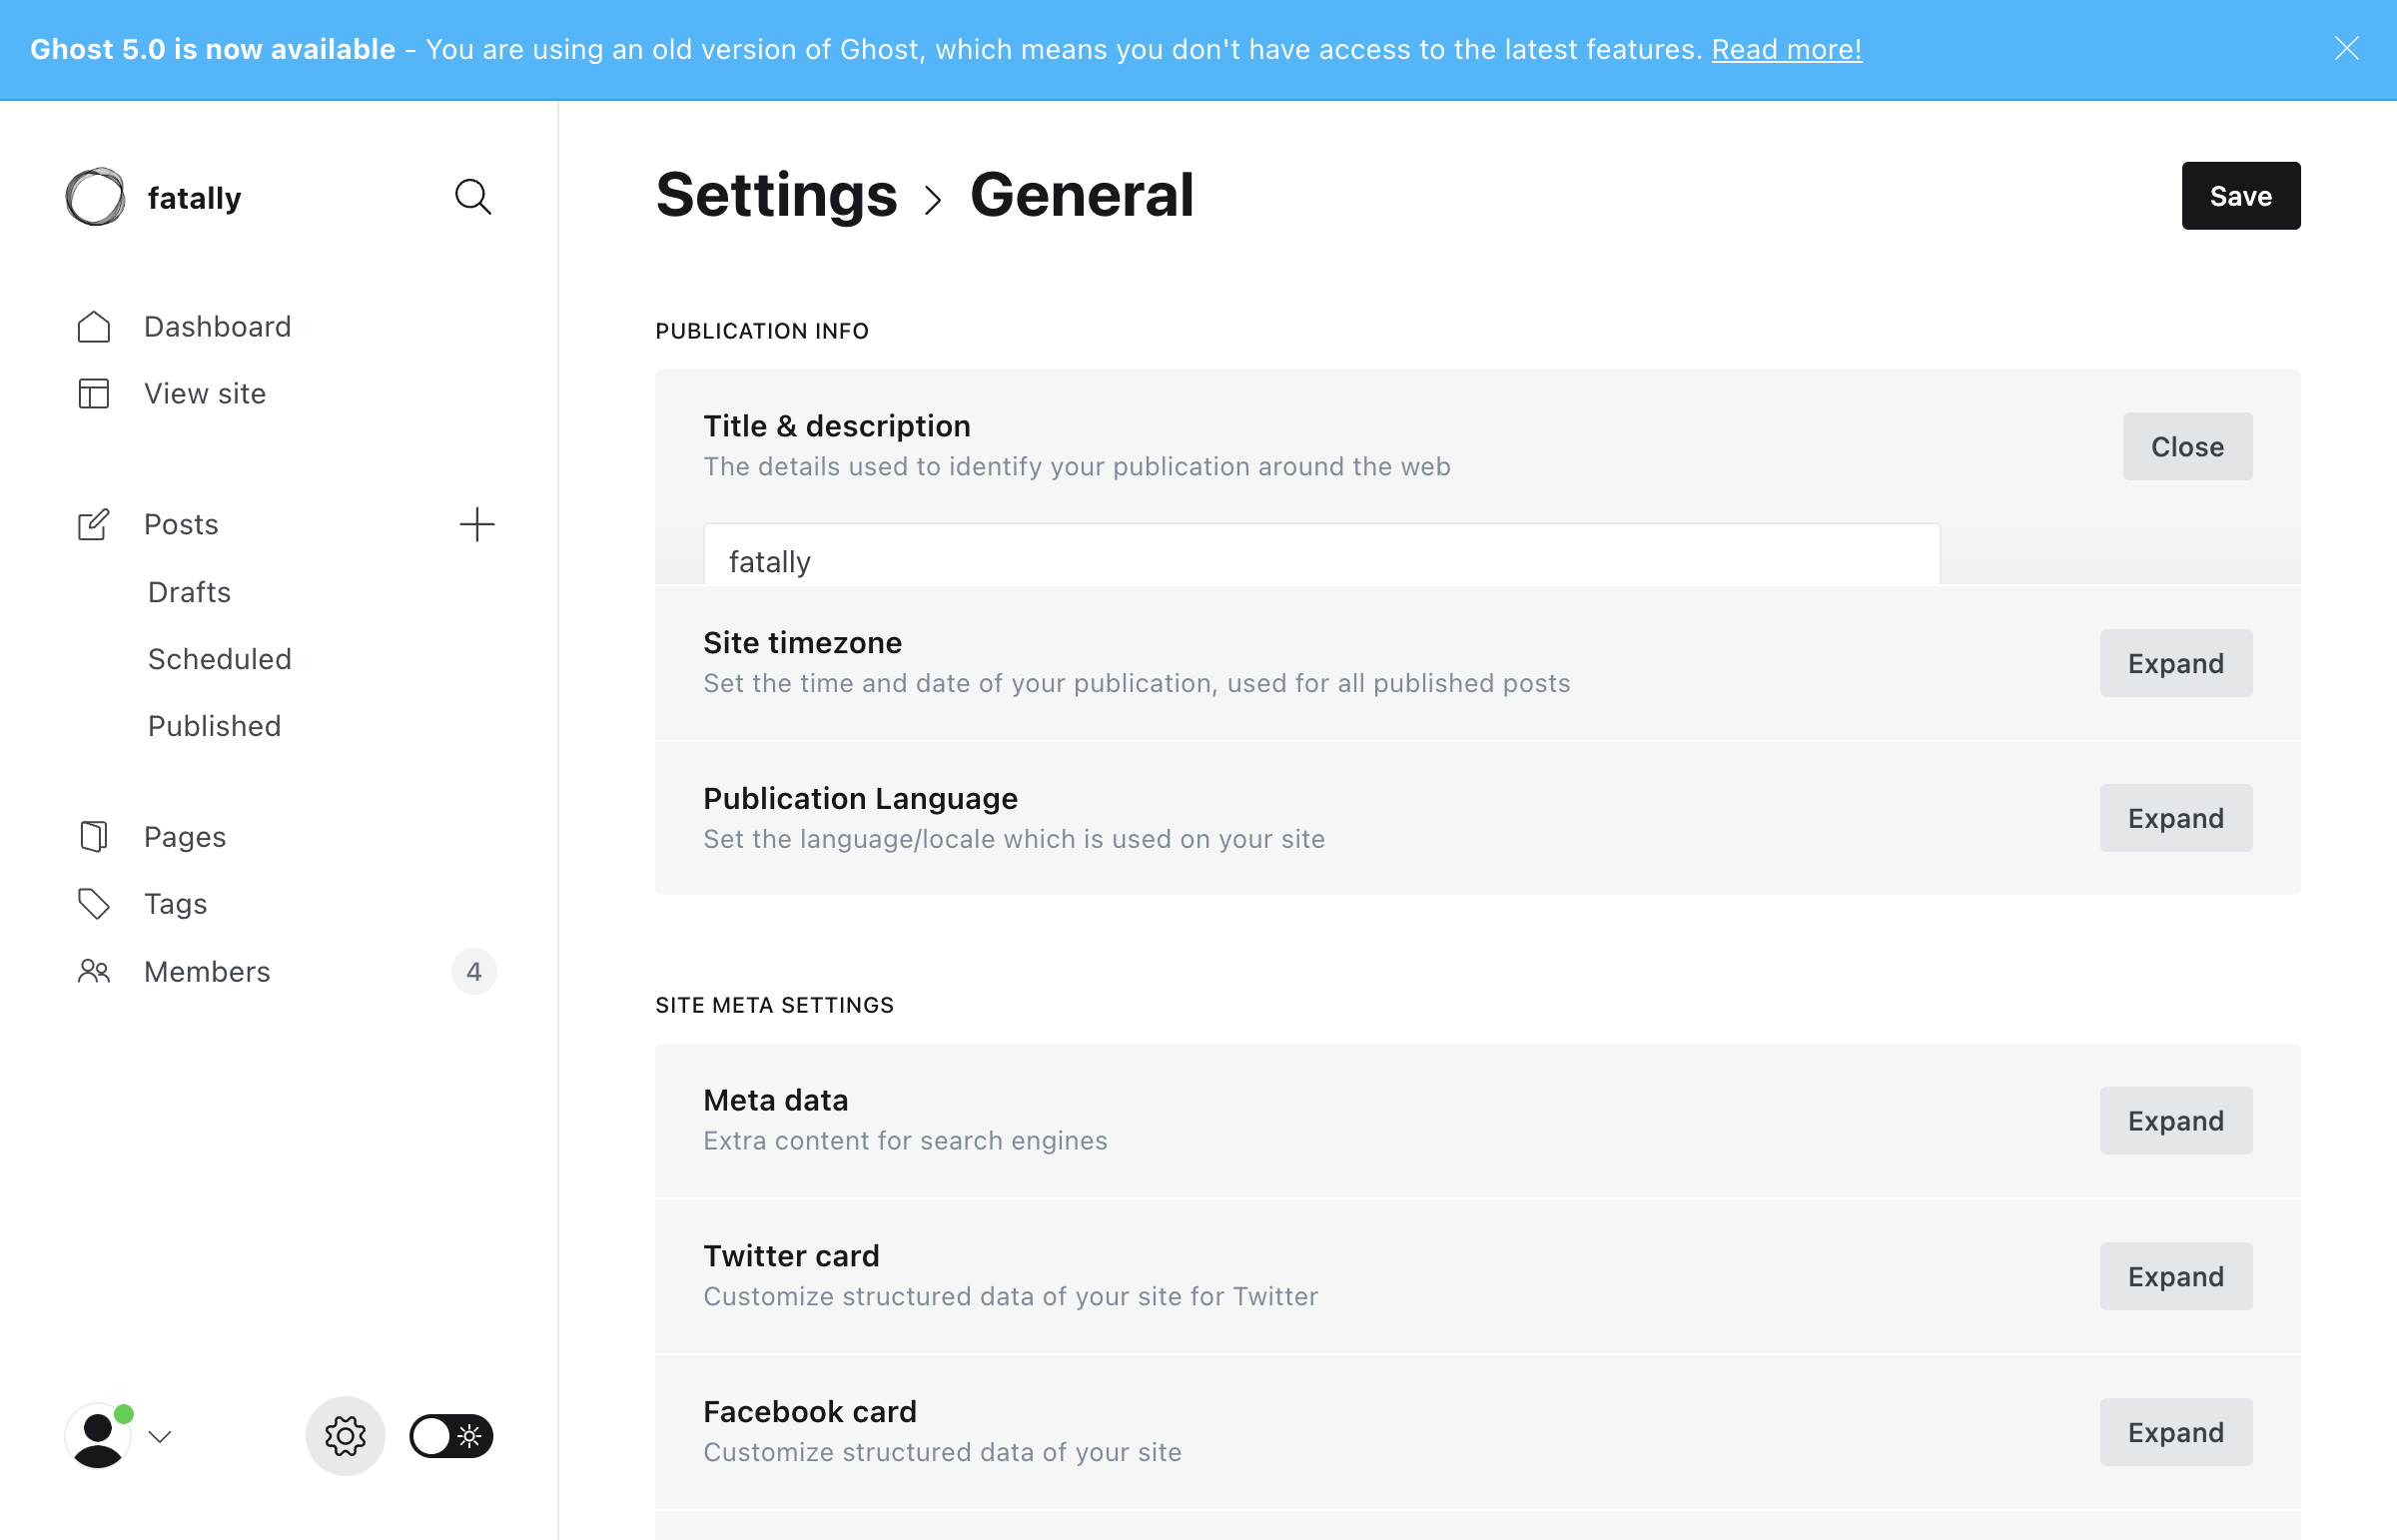 Ghost 5.0 is now available - You are using an old version of Ghost, which means you don't have access to the latest features. Read more!
fatally
Dashboard
View site
Posts
Drafts
Scheduled
Published
Pages
Tags
Members
4
Settings > General
Save
PUBLICATION INFO
Title & description
The details used to identify your publication around the web
Close
fatally
Site timezone
Set the time and date of your publication, used for all published posts
Expand
Publication Language
Set the language/locale which is used on your site
Expand
SITE META SETTINGS
Meta data
Extra content for search engines
Expand
Twitter card
Customize structured data of your site for Twitter
Expand
Facebook card
Customize structured data of your site
Expand